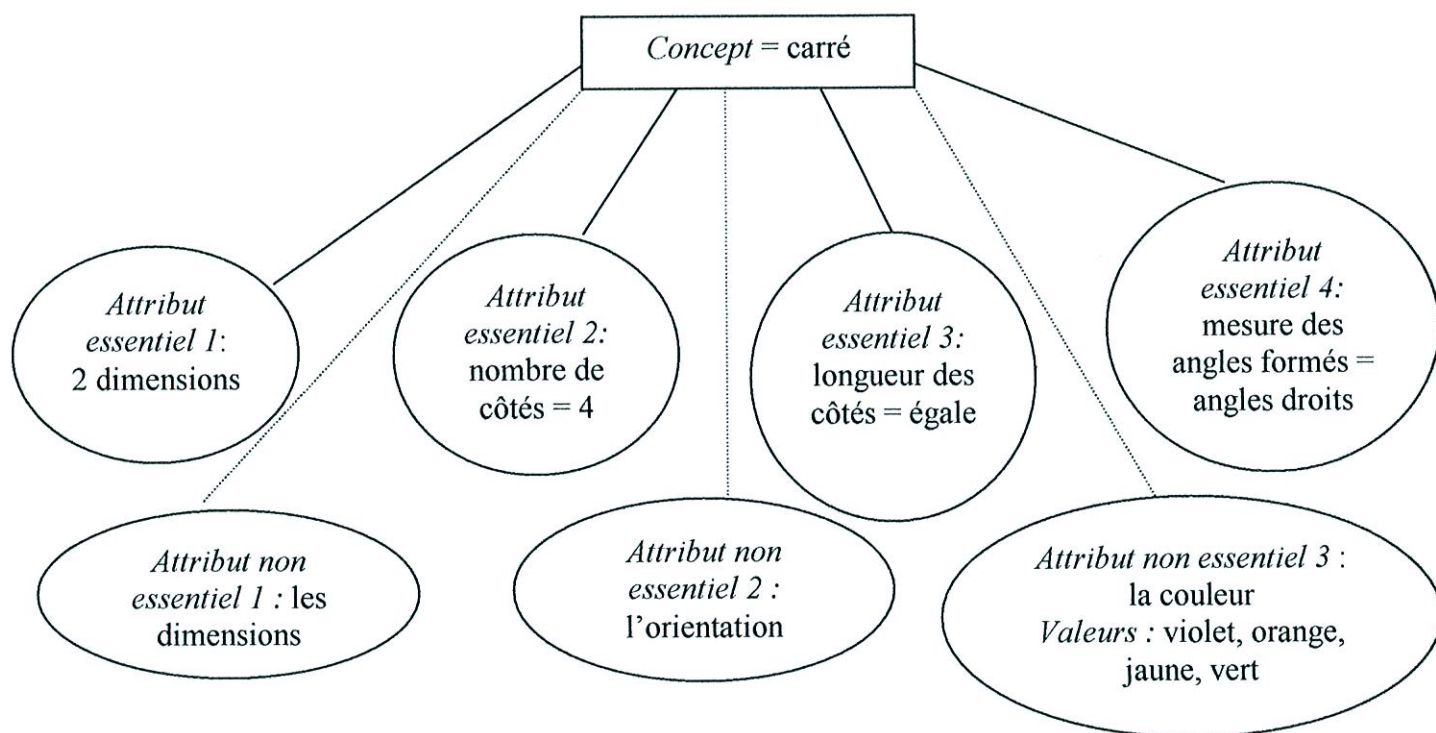 Concept = carré
Attribut
essentiel 1:
2 dimensions
Attribut
essentiel 2:
nombre de
côtés = 4
Attribut
essentiel 3:
longueur des
côtés = égale
Attribut
essentiel 4:
mesure des
angles formés =
angles droits
Attribut non
essentiel 1 : les
dimensions
Attribut non
essentiel 2 :
l'orientation
Attribut non essentiel 3 :
la couleur
Valeurs : violet, orange,
jaune, vert